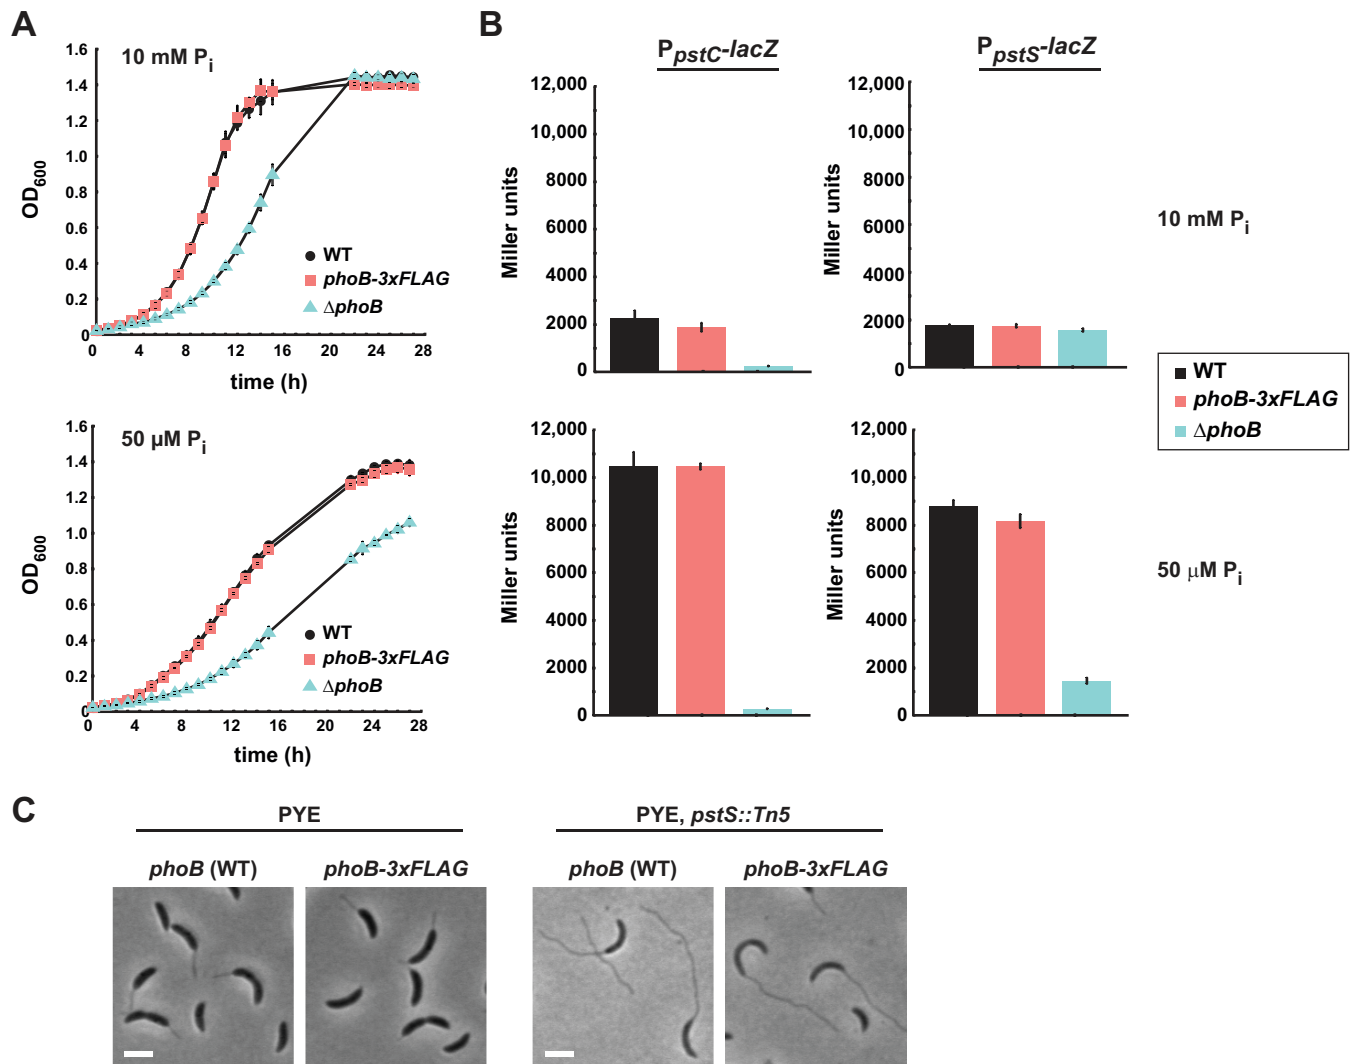 A
10 mM Pi
1.6
1.4
1.2
1.0
0.8
0.6
0.4
0.2
0
OD600
WT
phoB-3xFLAG
ΔphoB
0 4 8 12 16 20 24 28
time (h)
50 µM Pi
1.6
1.4
1.2
1.0
0.8
0.6
0.4
0.2
0
OD600
WT
phoB-3xFLAG
ΔphoB
0 4 8 12 16 20 24 28
time (h)
B
PpstC-lacZ
12,000
10,000
8000
6000
4000
2000
0
Miller units
PpstS-lacZ
12,000
10,000
8000
6000
4000
2000
0
Miller units
10 mM Pi
WT
phoB-3xFLAG
ΔphoB
12,000
10,000
8000
6000
4000
2000
0
Miller units
12,000
10,000
8000
6000
4000
2000
0
Miller units
50 µM Pi
C
PYE
phoB (WT) phoB-3xFLAG
PYE, pstS::Tn5
phoB (WT) phoB-3xFLAG